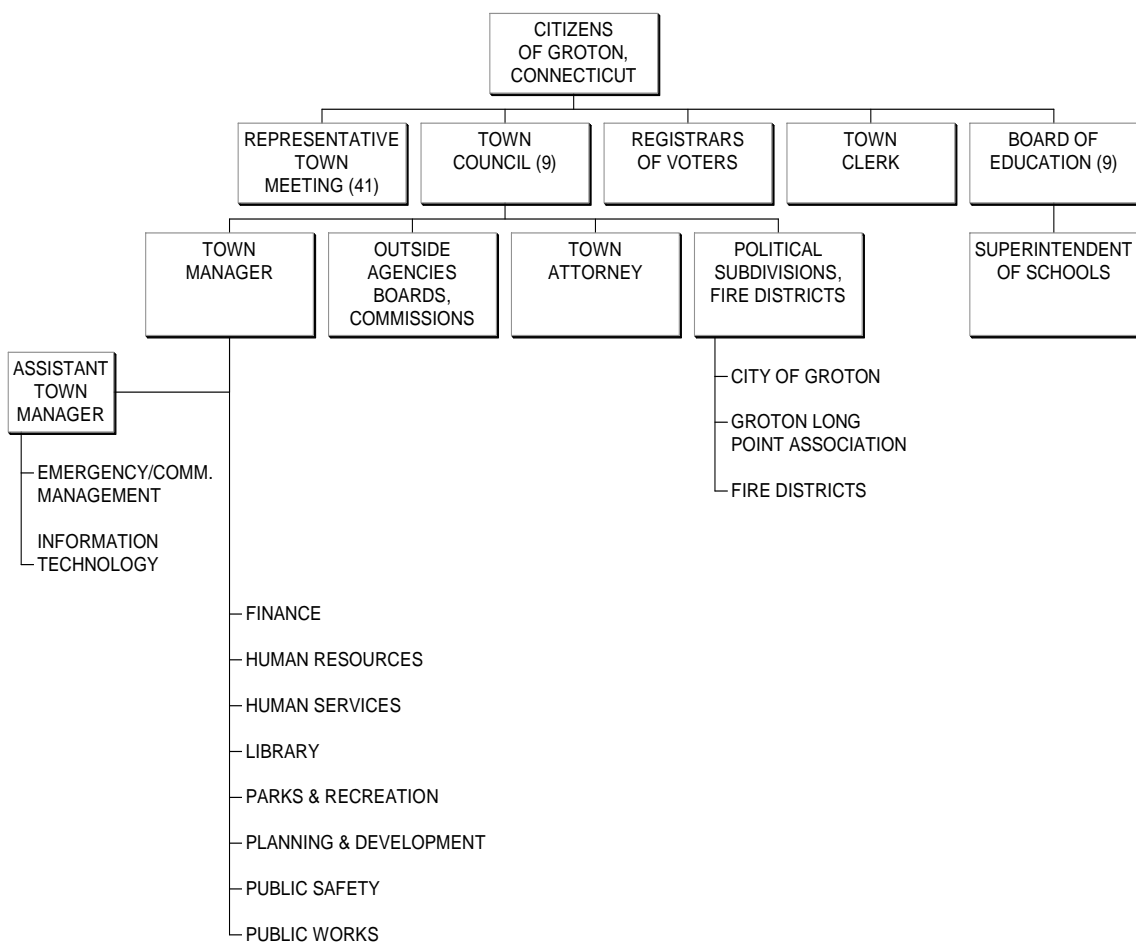 CITIZENS
OF GROTON,
CONNECTICUT
REPRESENTATIVE
TOWN
MEETING (41)
TOWN
COUNCIL (9)
REGISTRARS
OF VOTERS
TOWN
CLERK
BOARD OF
EDUCATION (9)
TOWN
MANAGER
OUTSIDE
AGENCIES
BOARDS,
COMMISSIONS
TOWN
ATTORNEY
POLITICAL
SUBDIVISIONS,
FIRE DISTRICTS
SUPERINTENDENT
OF SCHOOLS
ASSISTANT
TOWN
MANAGER
EMERGENCY/COMM.
MANAGEMENT
INFORMATION
TECHNOLOGY
CITY OF GROTON
GROTON LONG
POINT ASSOCIATION
FIRE DISTRICTS
FINANCE
HUMAN RESOURCES
HUMAN SERVICES
LIBRARY
PARKS & RECREATION
PLANNING & DEVELOPMENT
PUBLIC SAFETY
PUBLIC WORKS